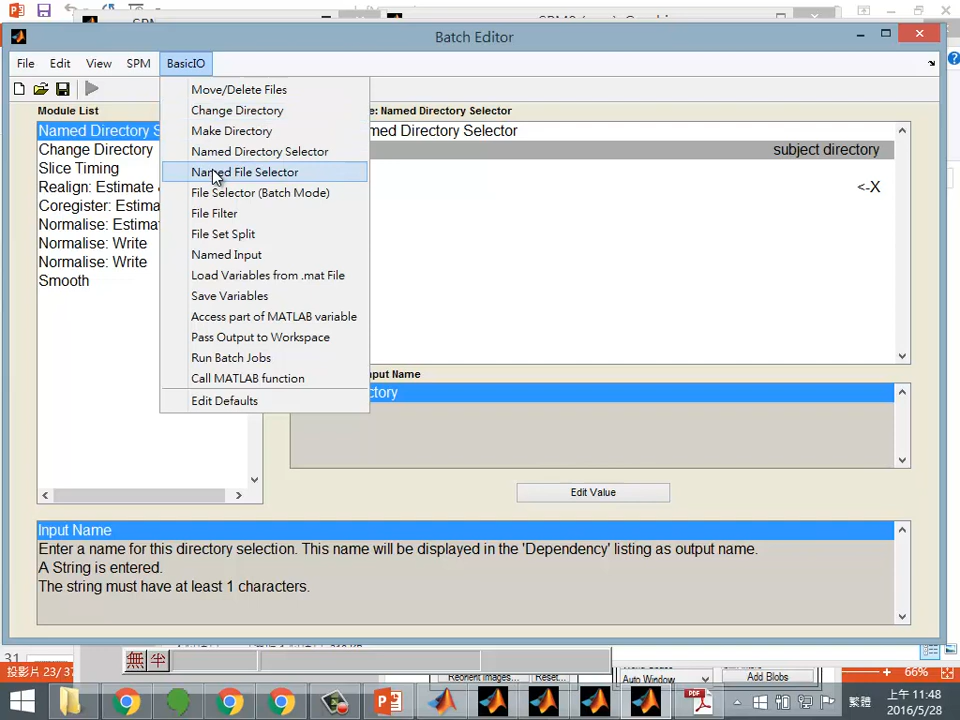 Batch Editor
File Edit View SPM BasicIO
Module List
Named Directory S
Change Directory
Slice Timing
Realign: Estimate &
Coregister: Estima
Normalise: Estima
Normalise: Write
Normalise: Write
Smooth
Move/Delete Files
Change Directory
Make Directory
Named Directory Selector
Named File Selector
File Selector (Batch Mode)
File Filter
File Set Split
Named Input
Load Variables from .mat File
Save Variables
Access part of MATLAB variable
Pass Output to Workspace
Run Batch Jobs
Call MATLAB function
Edit Defaults
: Named Directory Selector
med Directory Selector
subject directory
<-X
nput Name
ctory
Edit Value
Input Name
Enter a name for this directory selection. This name will be displayed in the 'Dependency' listing as output name.
A String is entered.
The string must have at least 1 characters.
無 半
31
投影片 23/37
Reorient Images...
Reset...
Auto Window
Add Blobs
66%
PDF
繁體
上午 11:48
2016/5/28